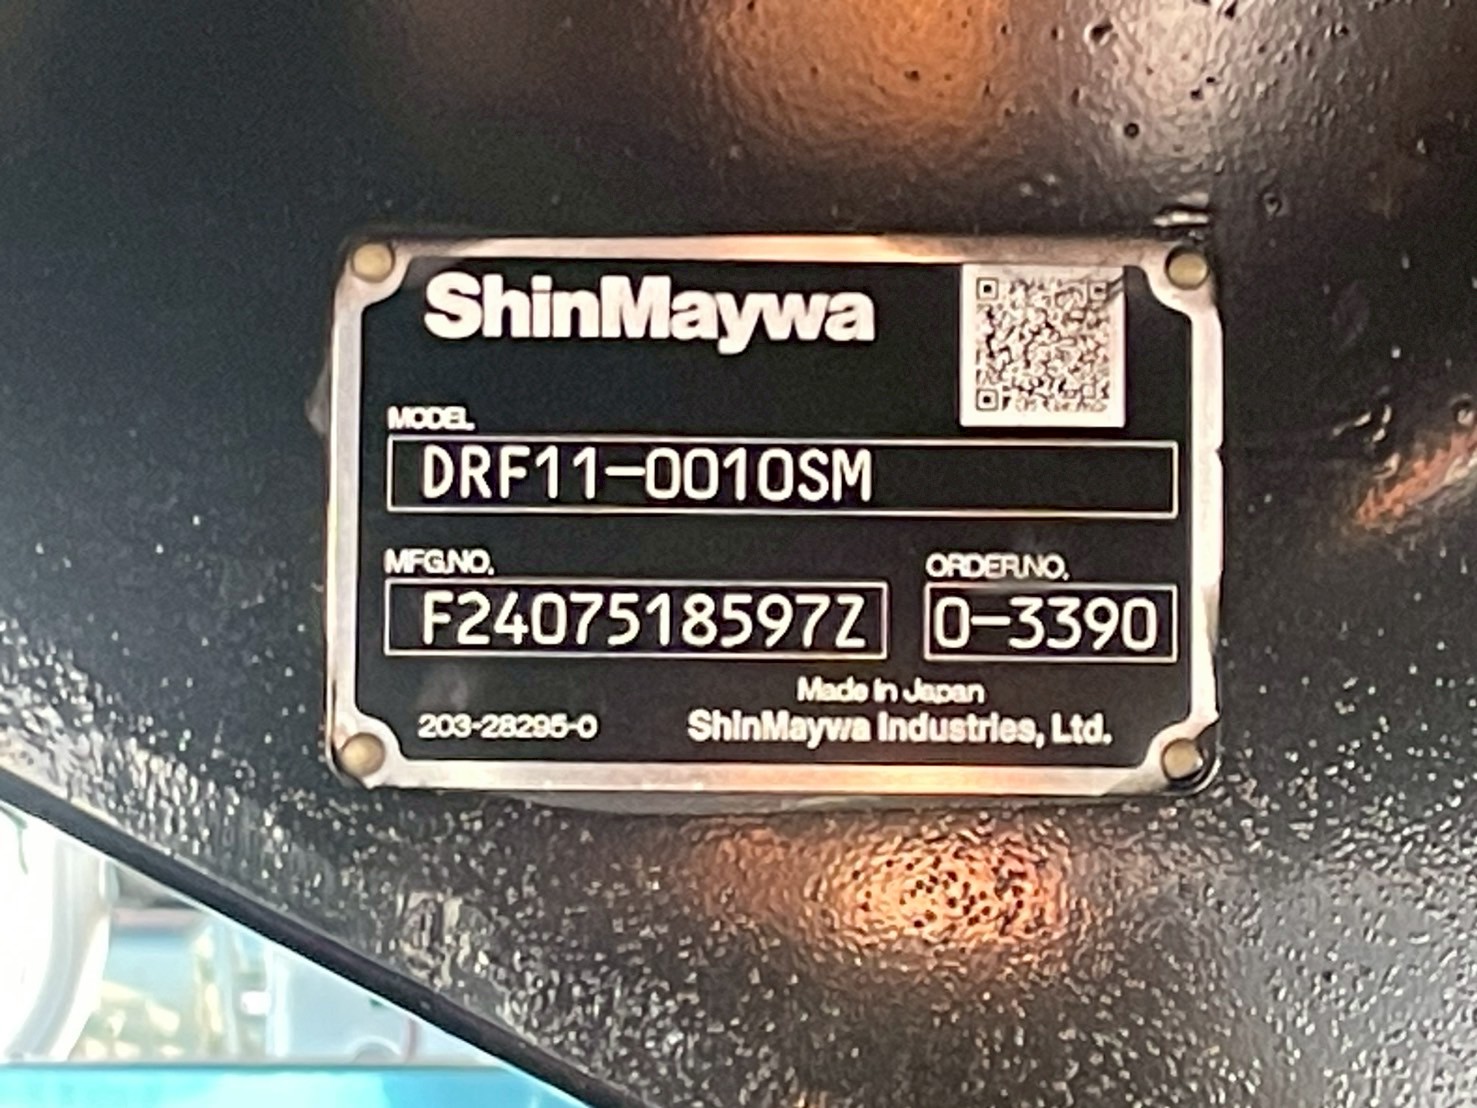 ShinMaywa
MODEL
DRF11-0010SM
MFG.NO.
F2407518597Z
ORDER.NO.
0-3390
Made in Japan
203-28295-0
ShinMaywa Industries, Ltd.